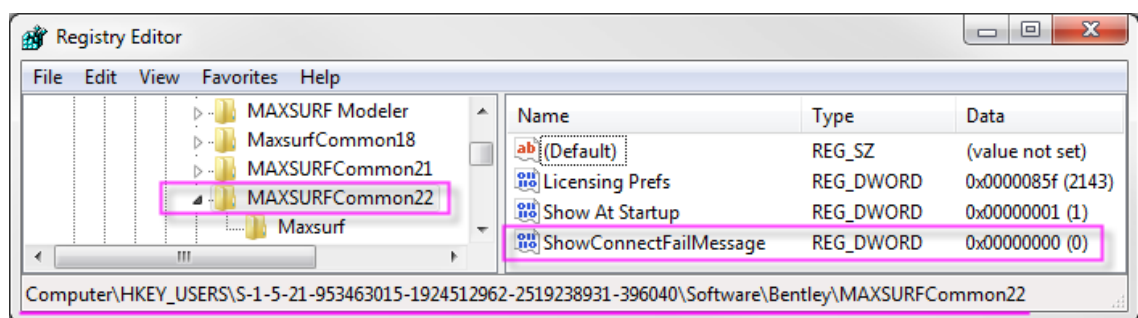 Registry Editor
File Edit View Favorites Help
MAXSURF Modeler
MaxsurfCommon18
MAXSURFCommon21
MAXSURFCommon22
Maxsurf
Name Type Data
(Default) REG_SZ (value not set)
Licensing Prefs REG_DWORD 0x0000085f (2143)
Show At Startup REG_DWORD 0x00000001 (1)
ShowConnectFailMessage REG_DWORD 0x00000000 (0)
Computer\HKEY_USERS\S-1-5-21-953463015-1924512962-2519238931-396040\Software\Bentley\MAXSURFCommon22